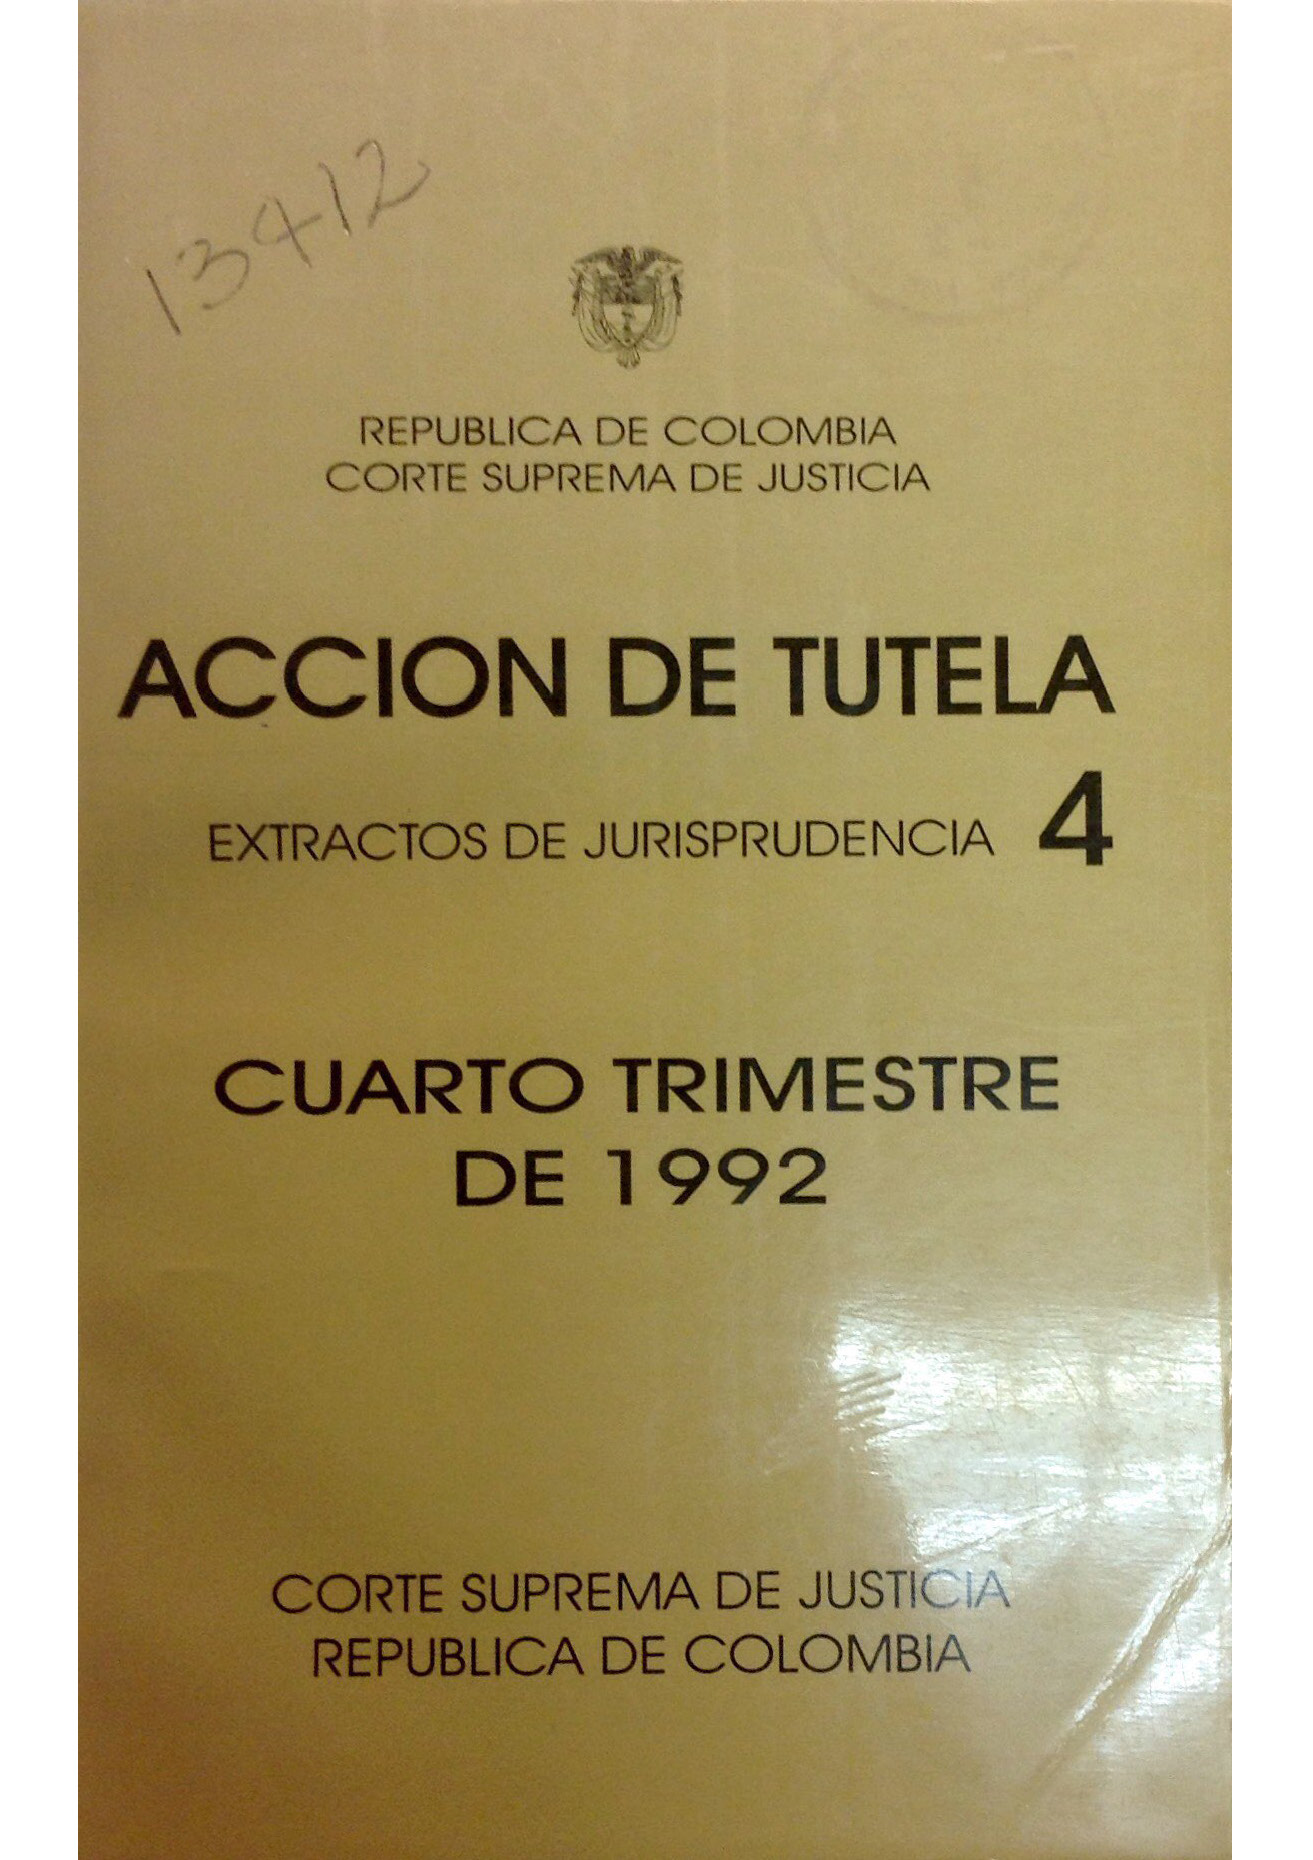 13412
REPUBLICA DE COLOMBIA
CORTE SUPREMA DE JUSTICIA
ACCION DE TUTELA
EXTRACTOS DE JURISPRUDENCIA 4
CUARTO TRIMESTRE
DE 1992
CORTE SUPREMA DE JUSTICIA
REPUBLICA DE COLOMBIA